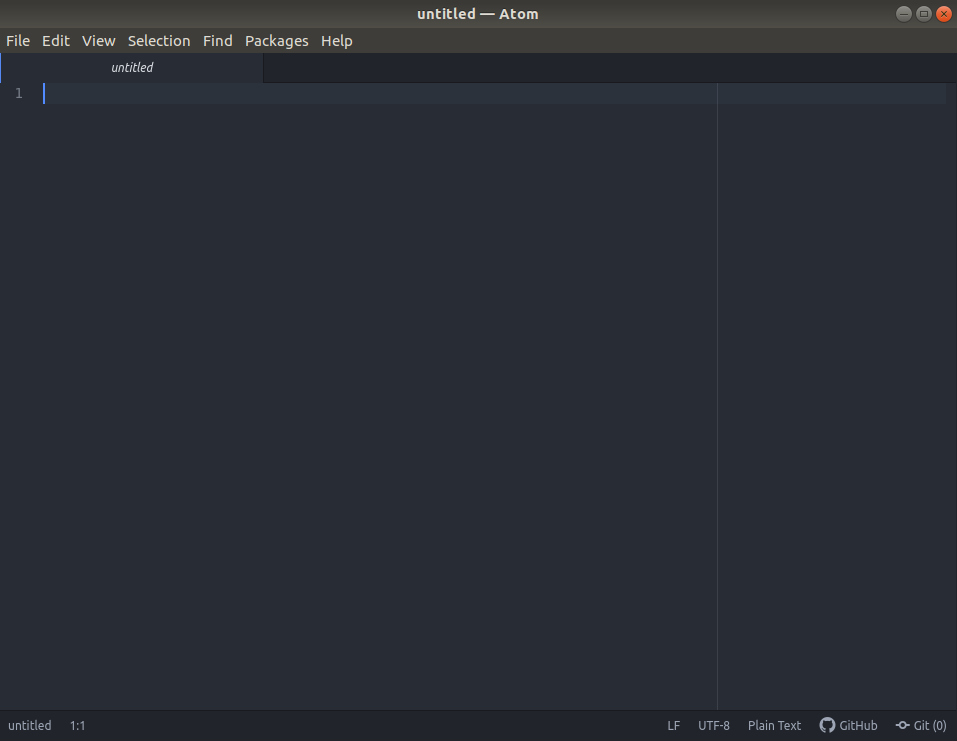 untitled — Atom
File Edit View Selection Find Packages Help
untitled
1
untitled 1:1 LF UTF-8 Plain Text GitHub Git (0)